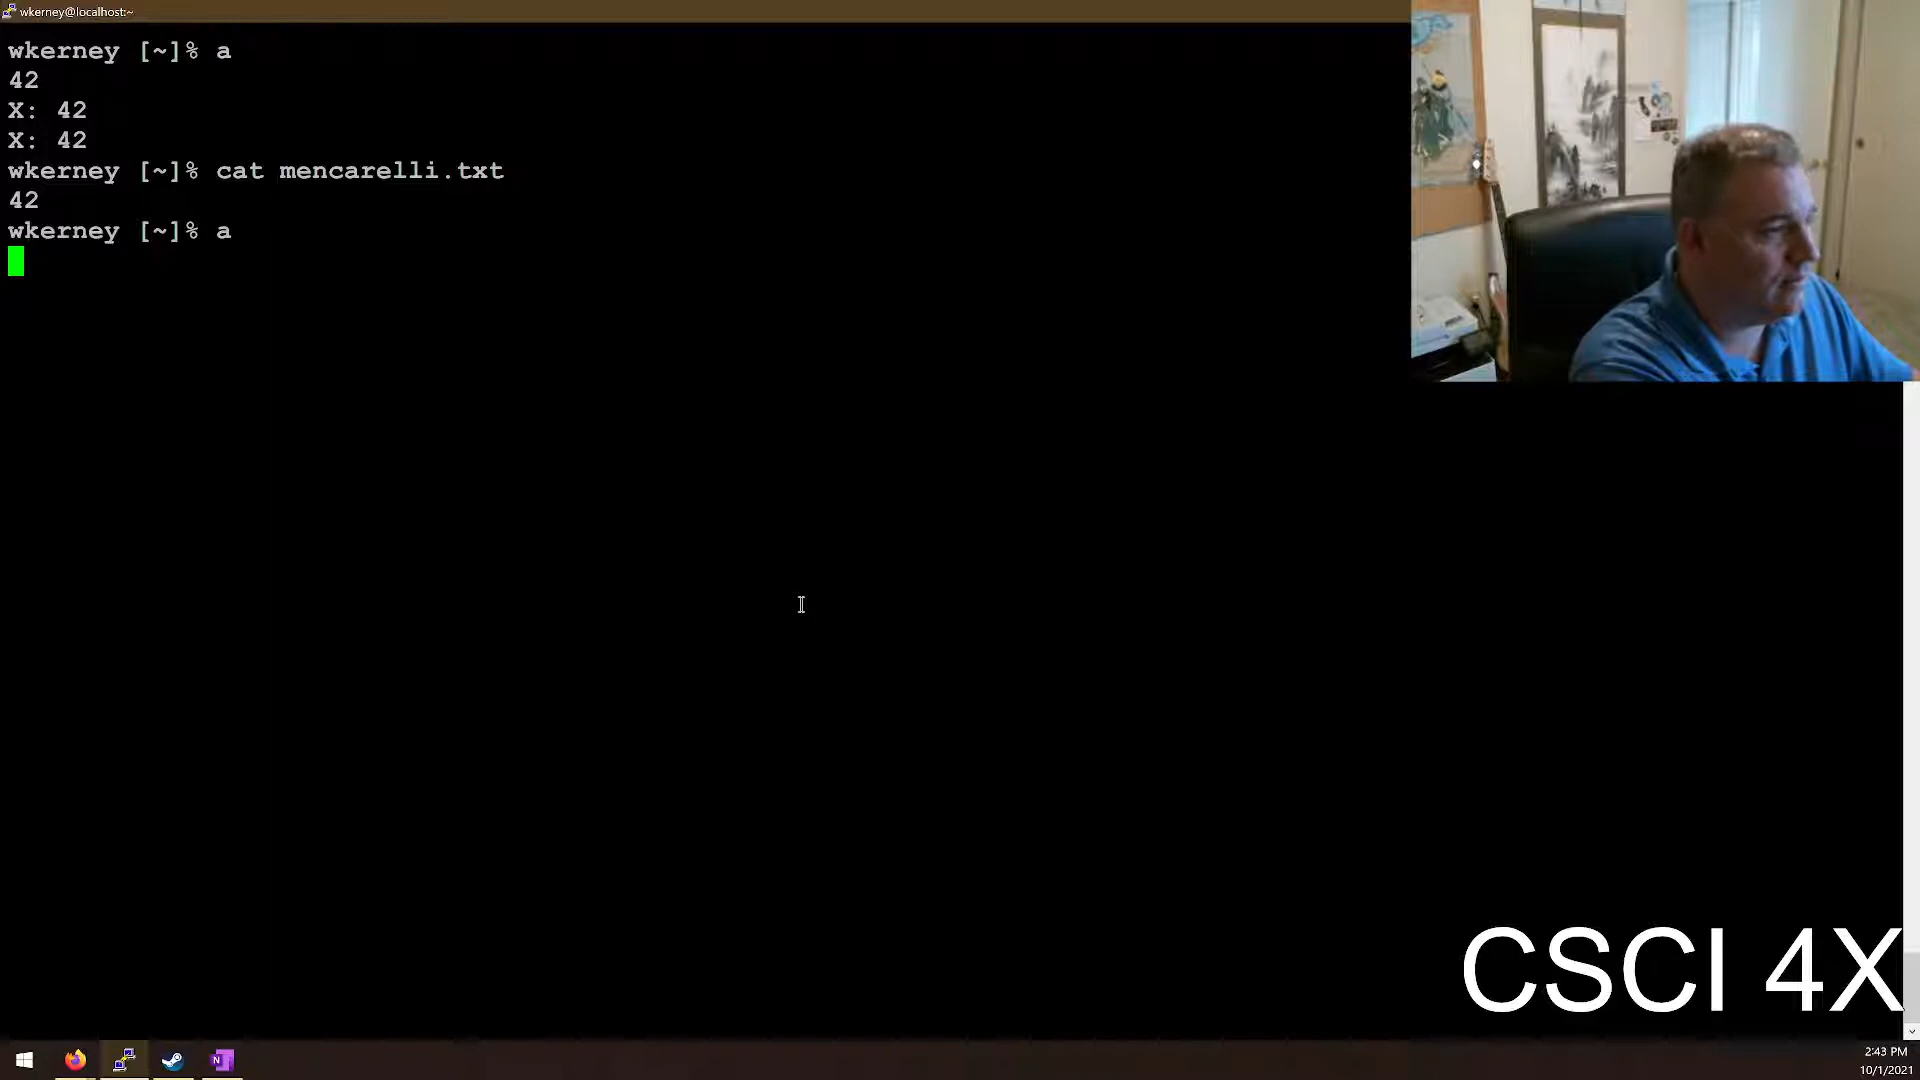 wkerney@localhost:~
wkerney [~]% a
42
X: 42
X: 42
wkerney [~]% cat mencarelli.txt
42
wkerney [~]% a
CSCI 4X
2:43 PM
10/1/2021